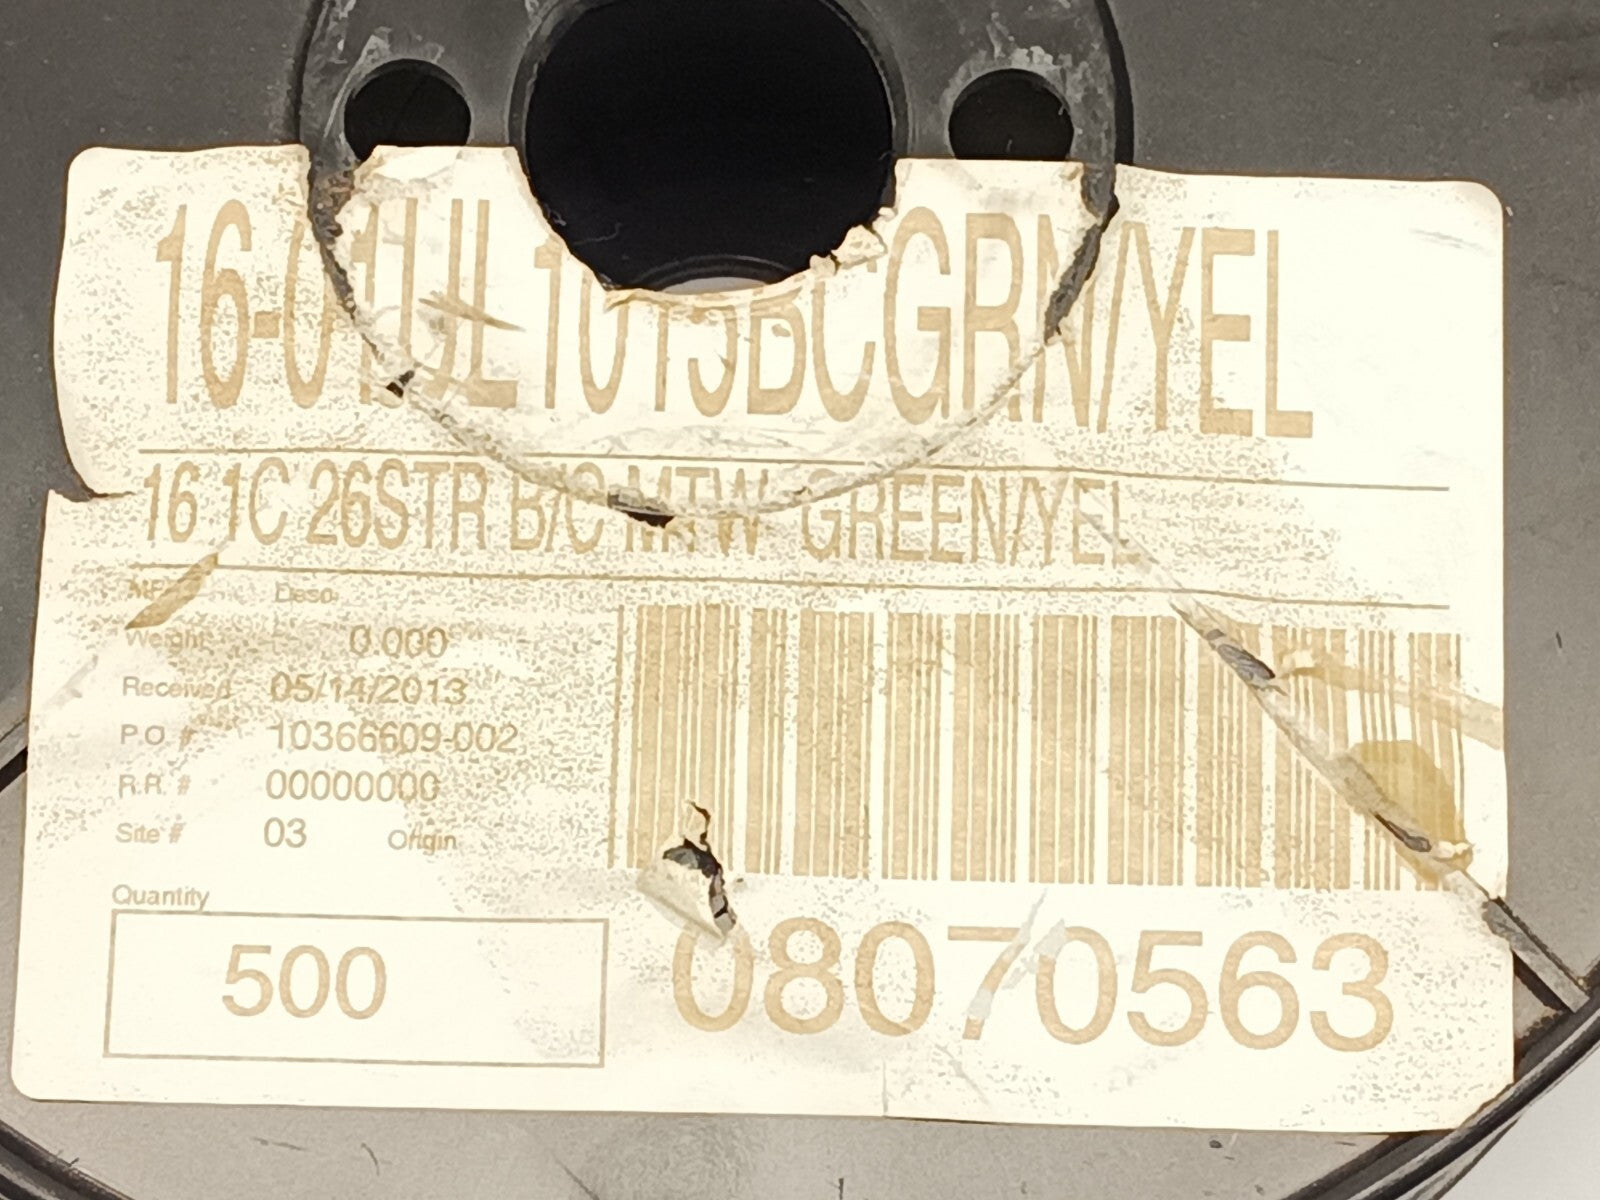 16-01UL1015BCGRN/YEL
16 1C 26STR B/C MTW GREEN/YEL
Desc
Weight 0.000
Received 05/14/2013
P.O. # 10366609-002
R.R. # 00000000
Site # 03 Origin
Quantity
500
08070563